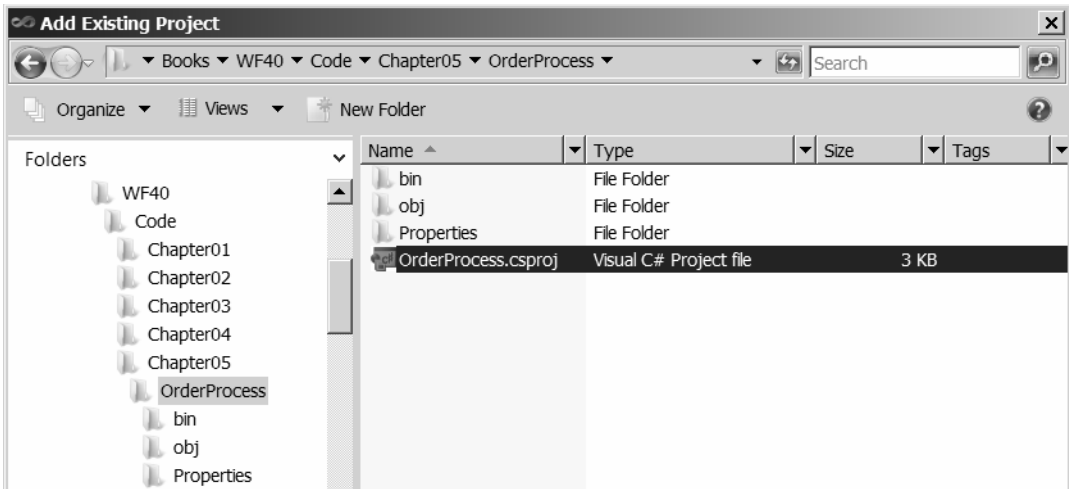 Add Existing Project
Books WF40 Code Chapter05 OrderProcess Search
Organize Views New Folder
Folders
WF40
Code
Chapter01
Chapter02
Chapter03
Chapter04
Chapter05
OrderProcess
bin
obj
Properties
Name Type Size Tags
bin File Folder
obj File Folder
Properties File Folder
OrderProcess.csproj Visual C# Project file 3 KB